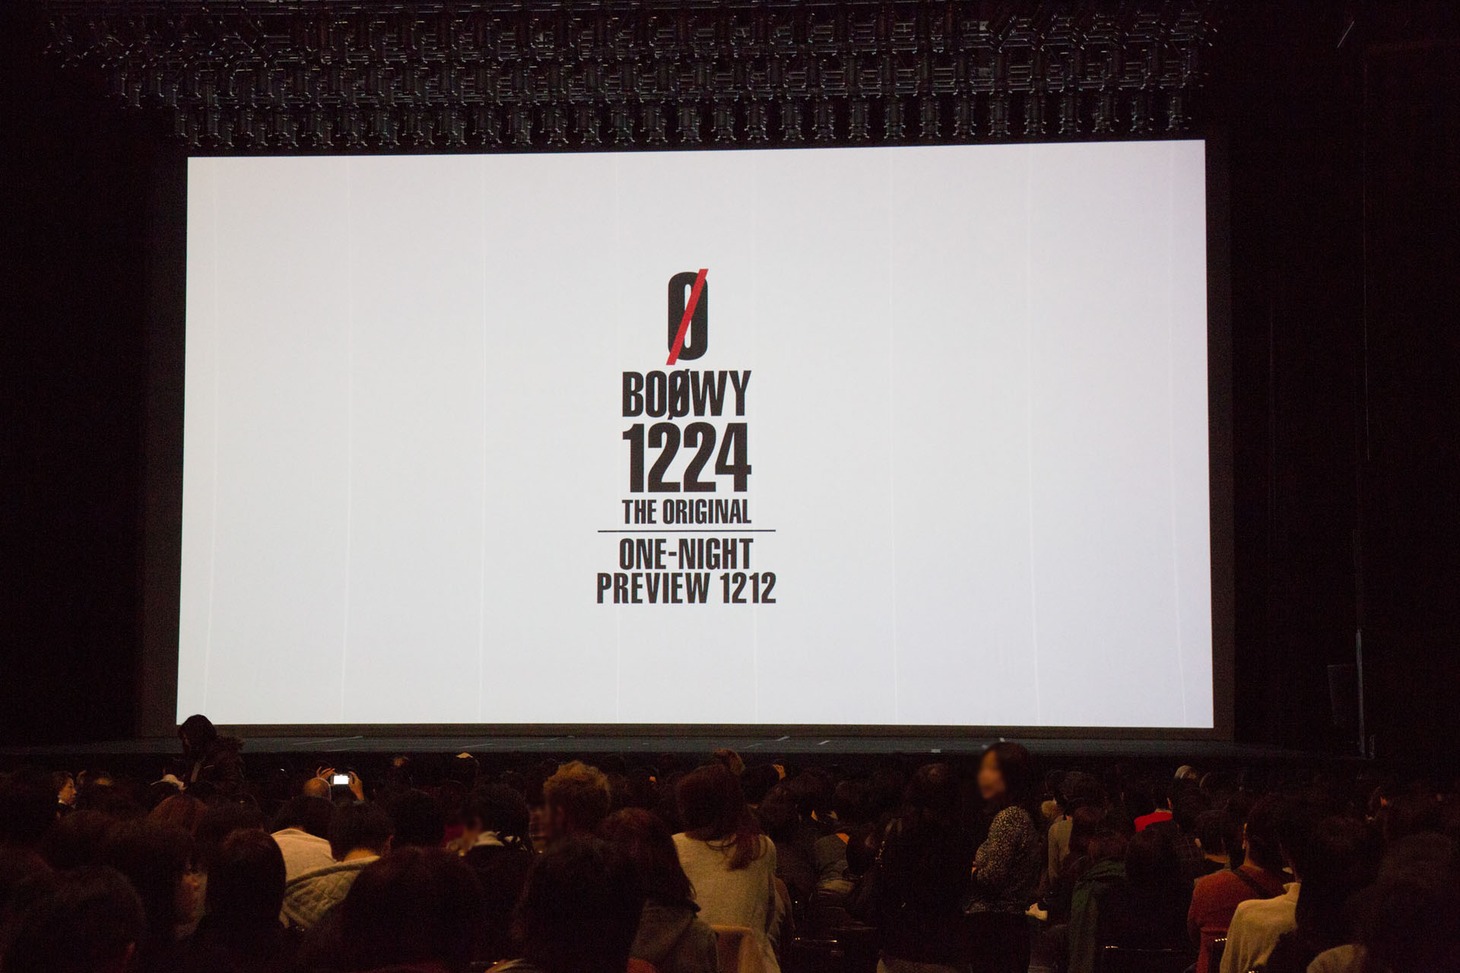 Ø
BOØWY
1224
THE ORIGINAL
ONE-NIGHT
PREVIEW 1212